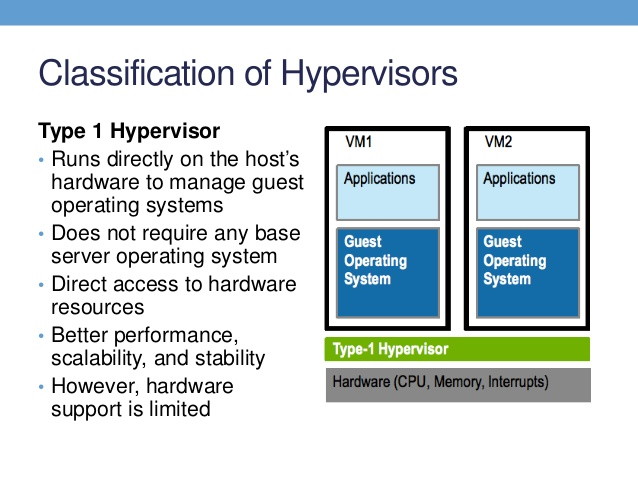 Classification of Hypervisors
Type 1 Hypervisor
• Runs directly on the host’s
hardware to manage guest
operating systems
• Does not require any base
server operating system
• Direct access to hardware
resources
• Better performance,
scalability, and stability
• However, hardware
support is limited
VM1
Applications
Guest
Operating
System
VM2
Applications
Guest
Operating
System
Type-1 Hypervisor
Hardware (CPU, Memory, Interrupts)